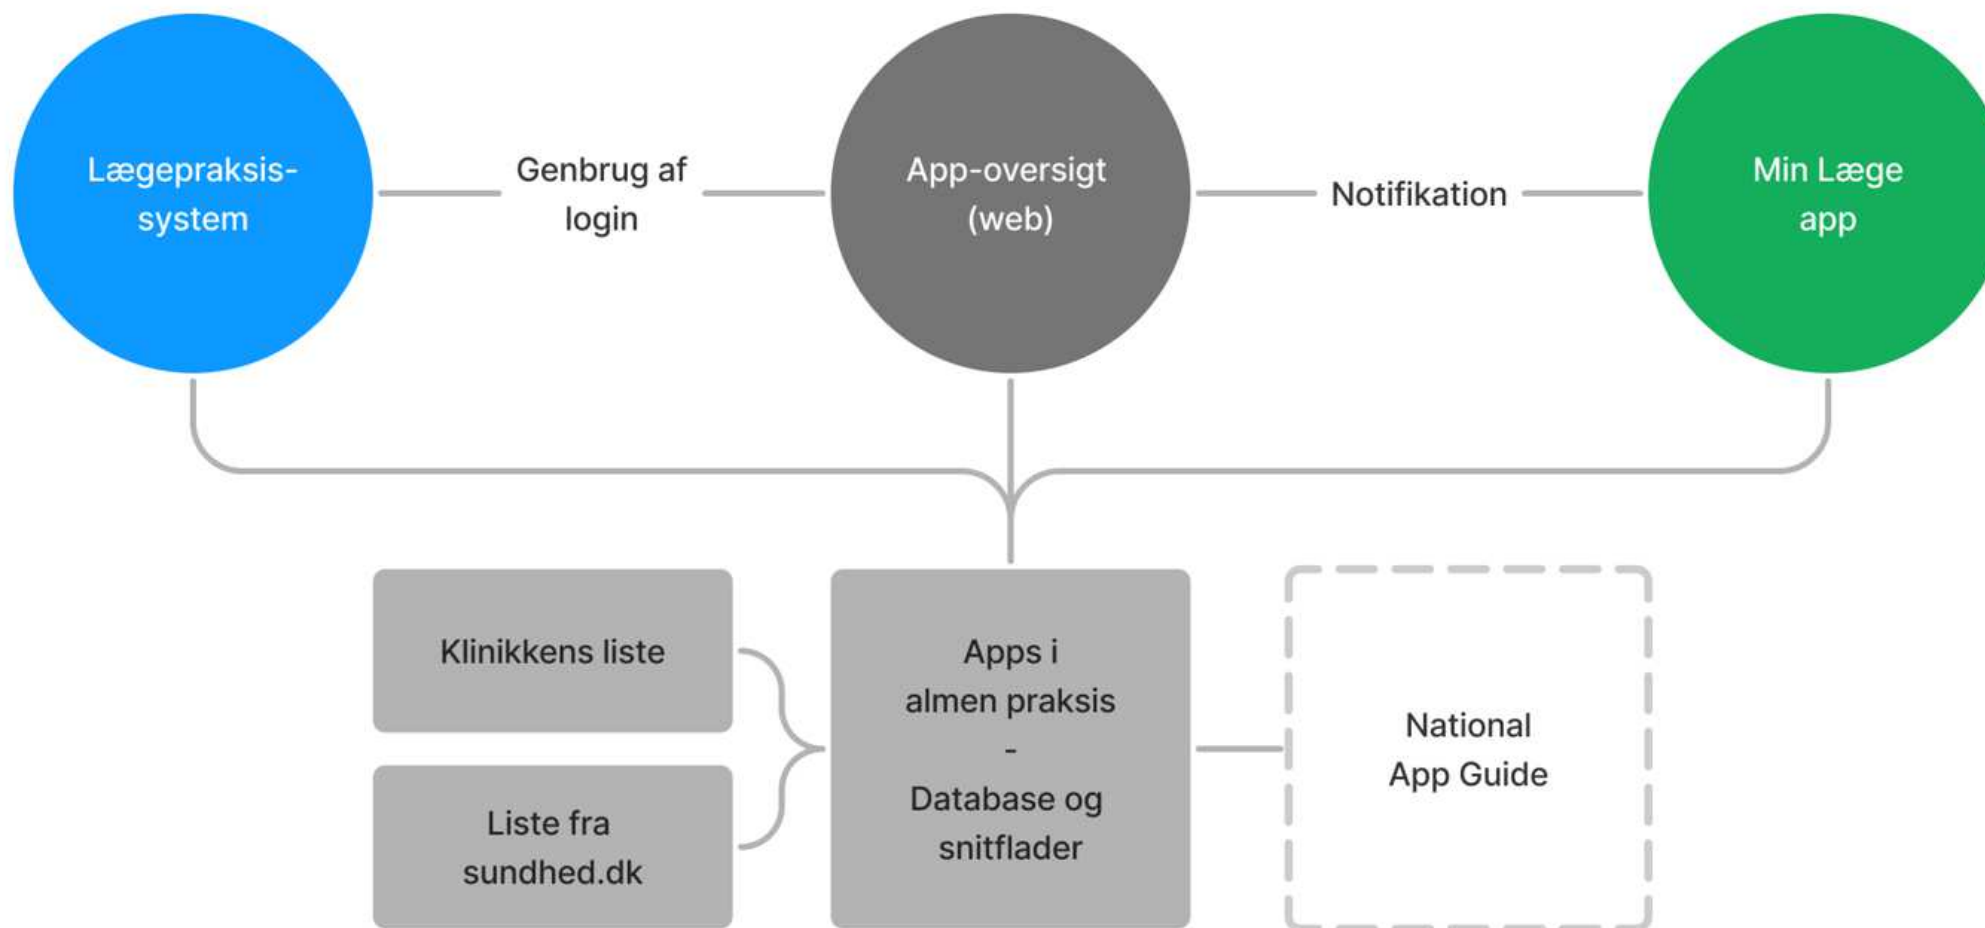 Lægepraksis-
system
Genbrug af
login
App-oversigt
(web)
Notifikation
Min Læge
app
Klinikkens liste
Liste fra
sundhed.dk
Apps i
almen praksis
-
Database og
snitflader
National
App Guide